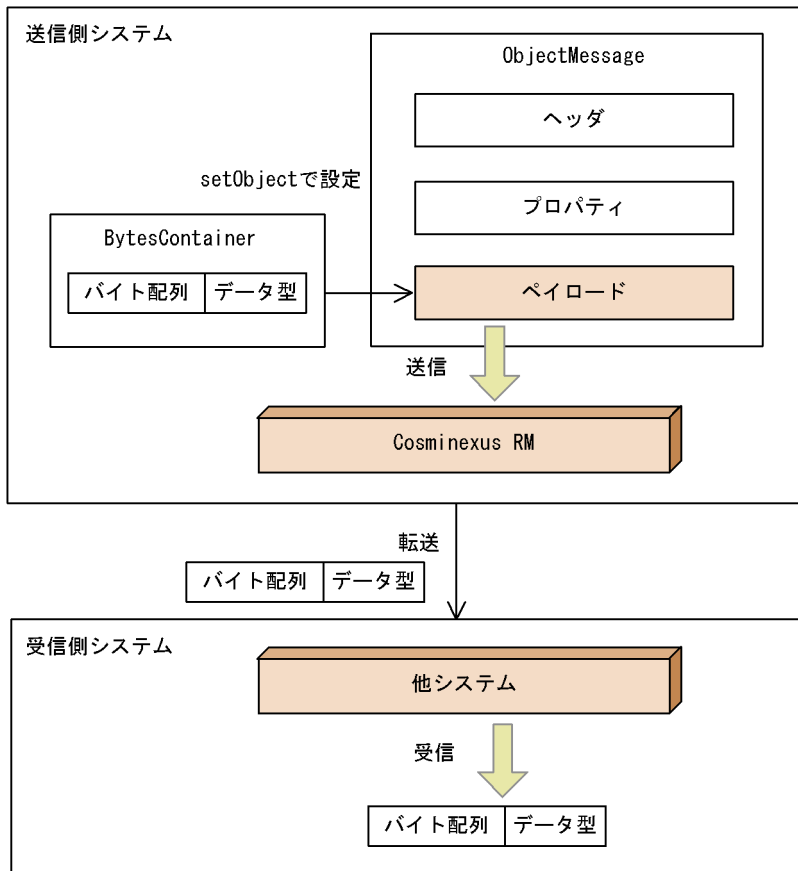 送信側システム
ObjectMessage
ヘッダ
setObjectで設定
プロパティ
BytesContainer
バイト配列 データ型
ペイロード
送信
Cosminexus RM
転送
バイト配列 データ型
受信側システム
他システム
受信
バイト配列 データ型